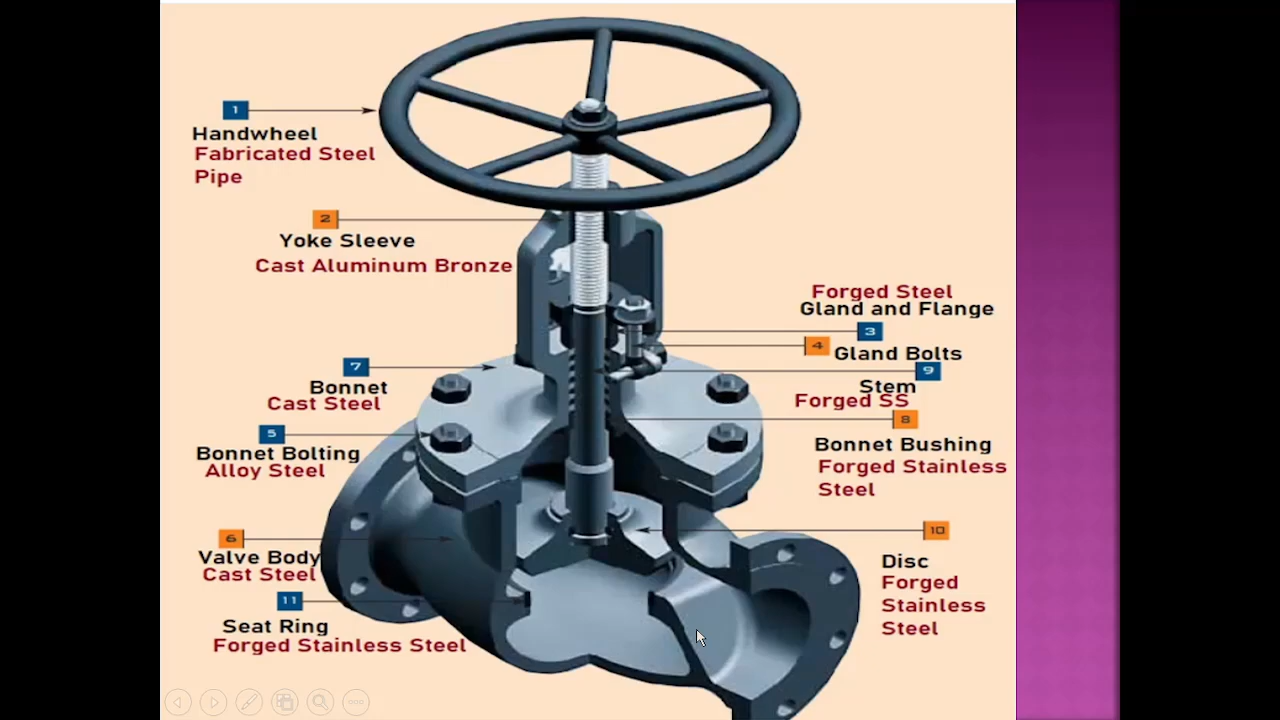 1
Handwheel
Fabricated Steel
Pipe
2
Yoke Sleeve
Cast Aluminum Bronze
Forged Steel
Gland and Flange
3
4
Gland Bolts
9
Stem
Forged SS
8
Bonnet Bushing
Forged Stainless
Steel
7
Bonnet
Cast Steel
5
Bonnet Bolting
Alloy Steel
6
Valve Body
Cast Steel
11
Seat Ring
Forged Stainless Steel
10
Disc
Forged
Stainless
Steel